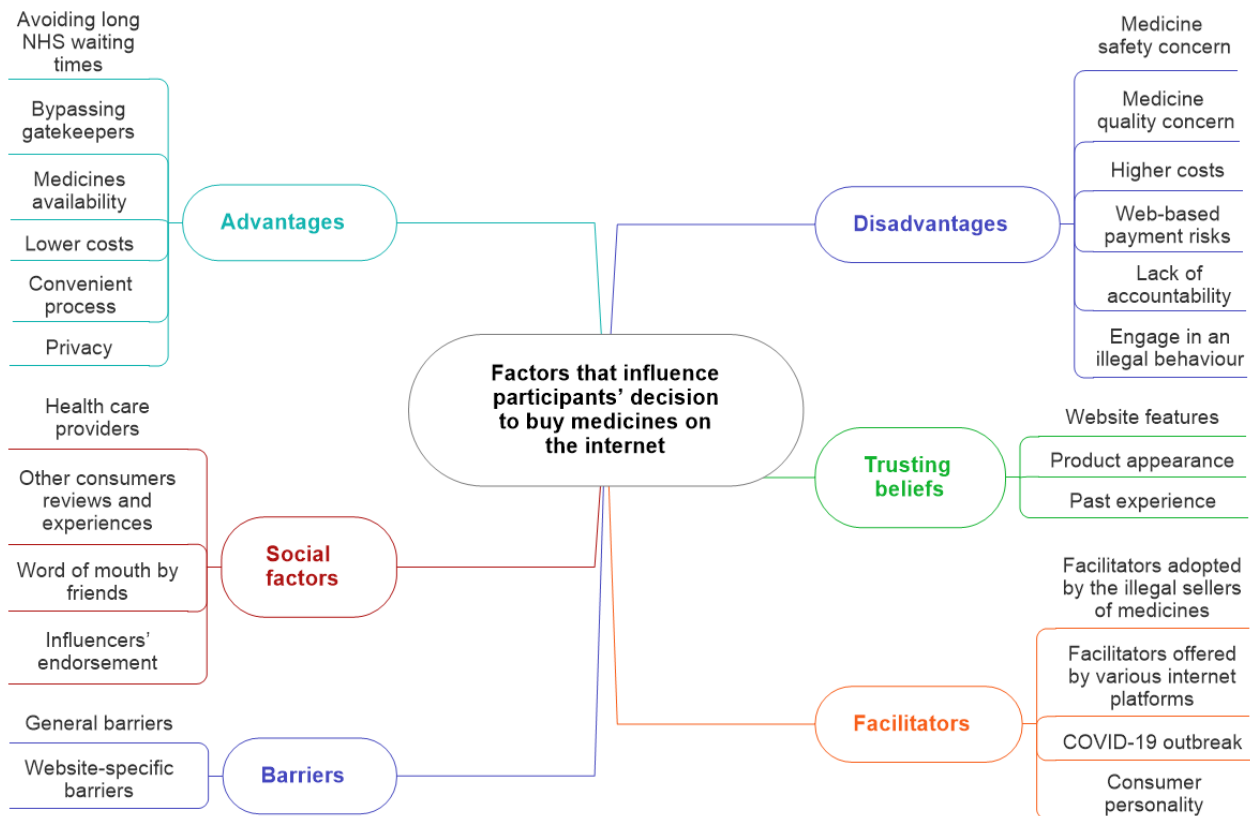 Avoiding long
NHS waiting
times
Bypassing
gatekeepers
Medicines
availability
Lower costs
Convenient
process
Privacy
Advantages
Health care
providers
Other consumers
reviews and
experiences
Word of mouth by
friends
Influencers’
endorsement
Social
factors
General barriers
Website-specific
barriers
Barriers
Factors that influence
participants’ decision
to buy medicines on
the internet
Disadvantages
Medicine
safety concern
Medicine
quality concern
Higher costs
Web-based
payment risks
Lack of
accountability
Engage in an
illegal behaviour
Trusting
beliefs
Website features
Product appearance
Past experience
Facilitators
Facilitators adopted
by the illegal sellers
of medicines
Facilitators offered
by various internet
platforms
COVID-19 outbreak
Consumer
personality